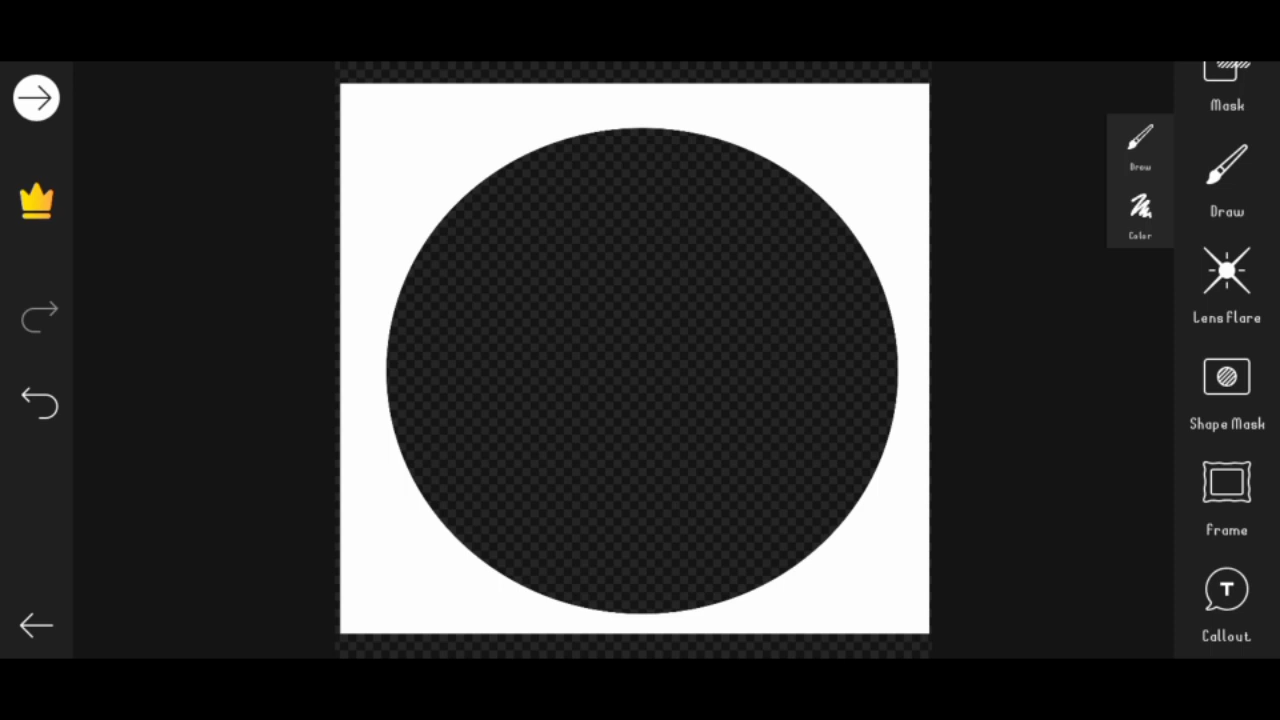 Mask
Draw
Color
Draw
Lens Flare
Shape Mask
Frame
T
Callout